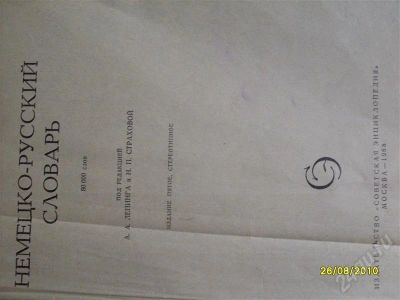 НЕМЕЦКО-РУССКИЙ
СЛОВАРЬ
80 000 слов
ПОД РЕДАКЦИЕЙ
А. А. ЛЕПИНГА и Н. П. СТРАХОВОЙ
ИЗДАНИЕ ПЯТОЕ, СТЕРЕОТИПНОЕ
ИЗДАТЕЛЬСТВО «СОВЕТСКАЯ ЭНЦИКЛОПЕДИЯ»
МОСКВА—1968
26/08/2010